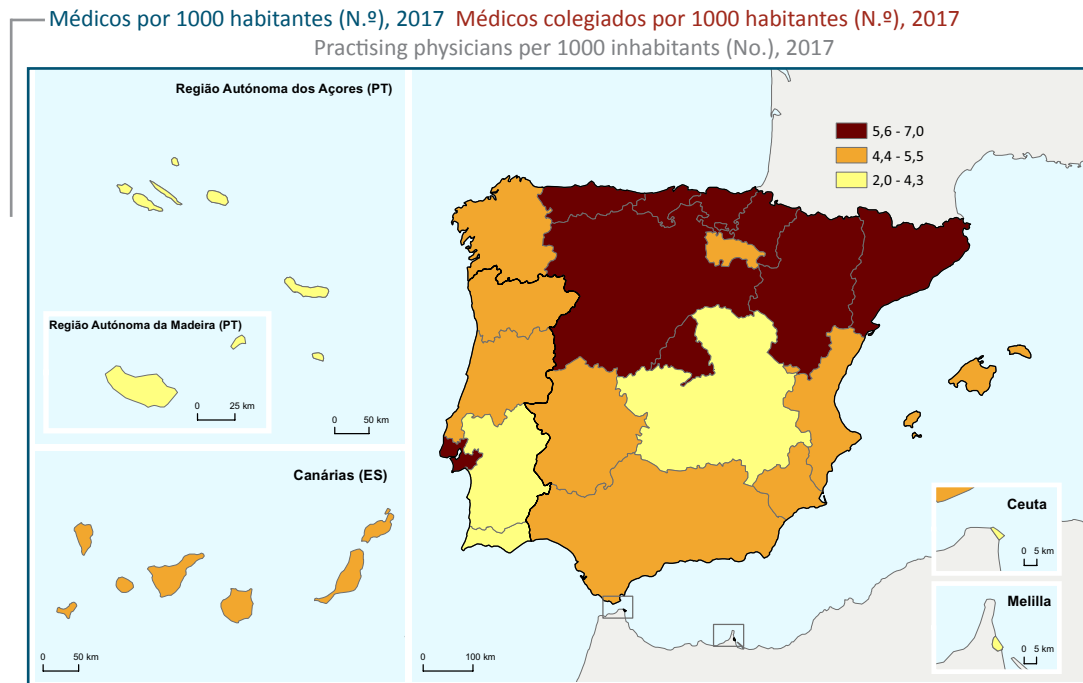 Médicos por 1000 habitantes (N.º), 2017 Médicos colegiados por 1000 habitantes (N.º), 2017
Practising physicians per 1000 inhabitants (No.), 2017
Região Autónoma dos Açores (PT)
5,6 - 7,0
4,4 - 5,5
2,0 - 4,3
Região Autónoma da Madeira (PT)
0 25 km
0 50 km
Canárias (ES)
0 50 km
0 100 km
Ceuta
0 5 km
Melilla
0 5 km